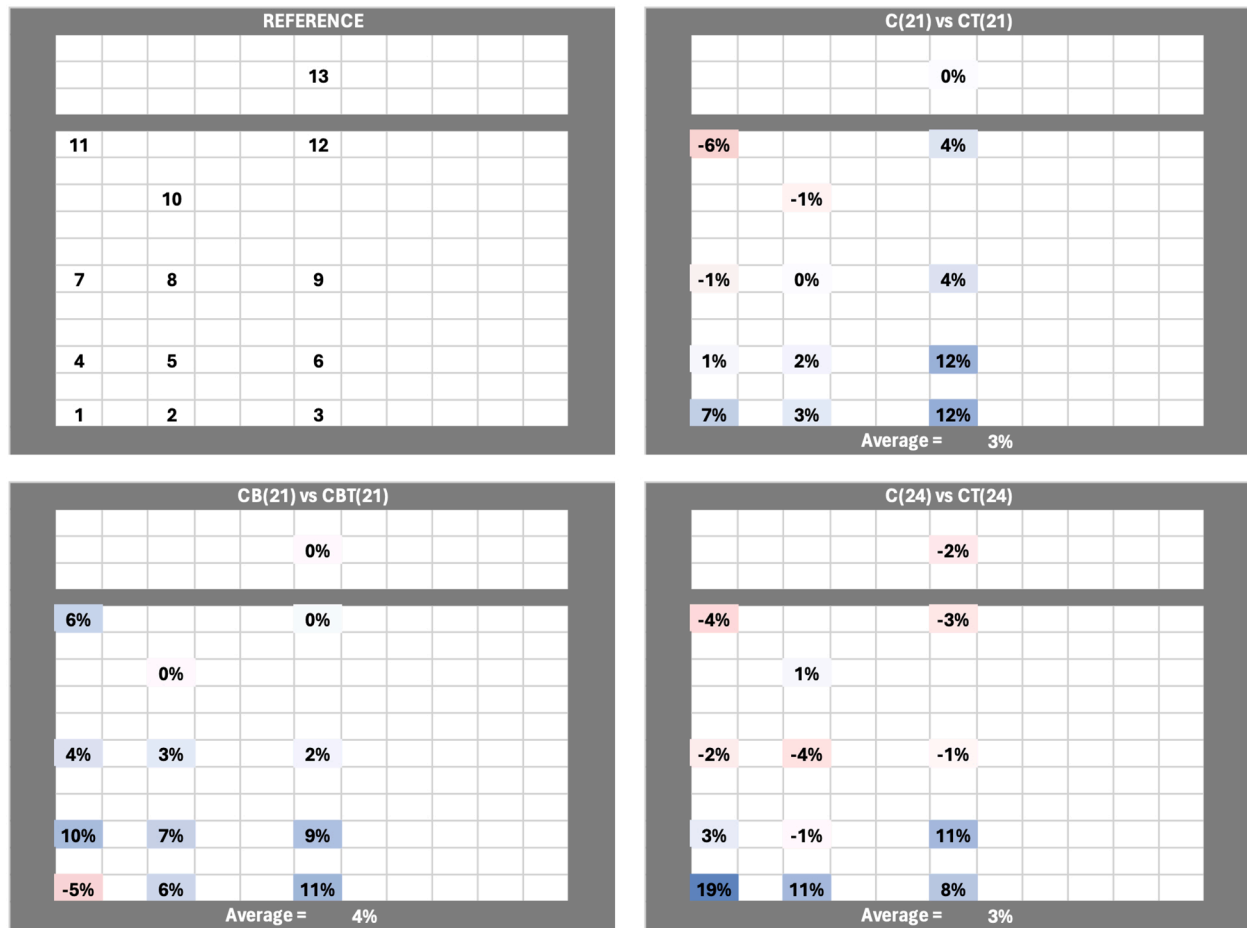 REFERENCE
13
11 12
10
7 8 9
4 5 6
1 2 3
C(21) vs CT(21)
0%
-6% 4%
-1%
-1% 0% 4%
1% 2% 12%
7% 3% 12%
Average = 3%
CB(21) vs CBT(21)
0%
6% 0%
0%
4% 3% 2%
10% 7% 9%
-5% 6% 11%
Average = 4%
C(24) vs CT(24)
-2%
-4% -3%
1%
-2% -4% -1%
3% -1% 11%
19% 11% 8%
Average = 3%